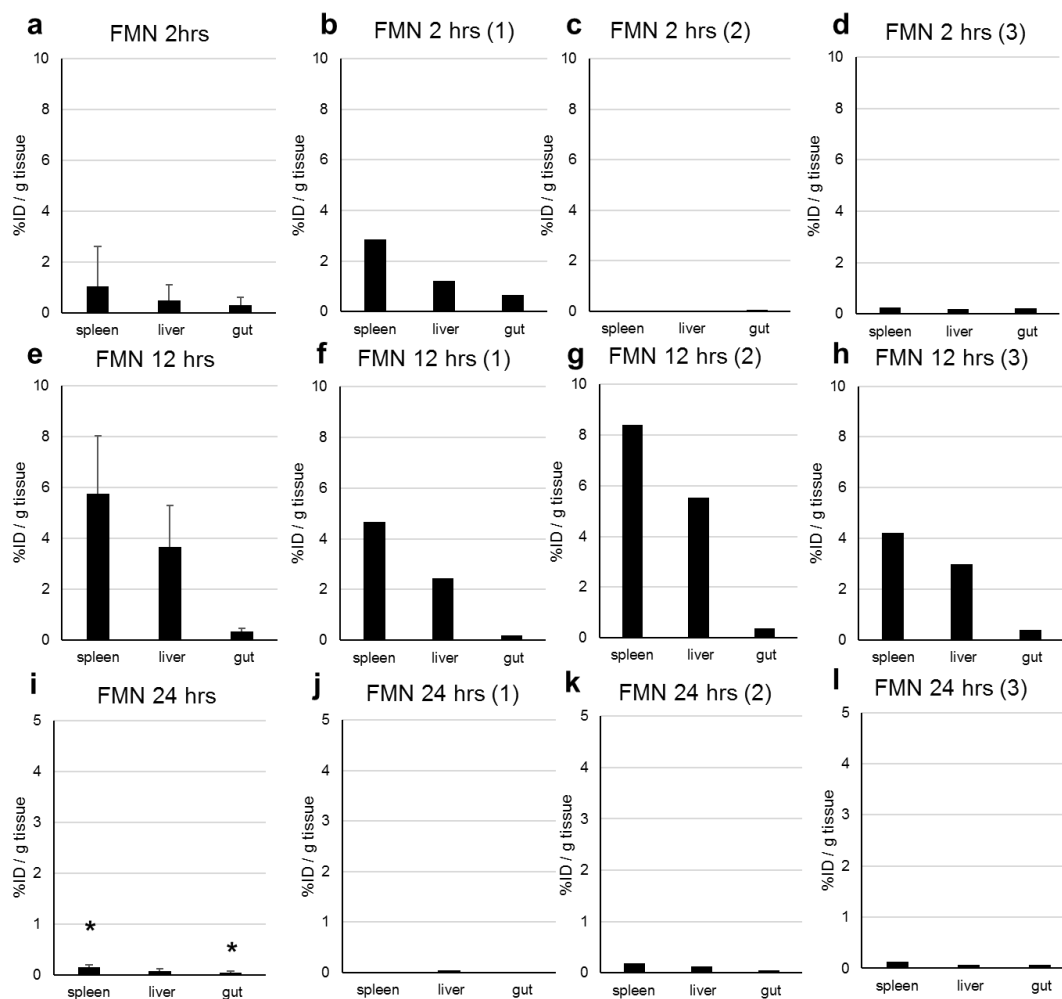 a FMN 2hrs
10
8
6
4
2
0
%ID / g tissue
spleen liver gut
b FMN 2 hrs (1)
10
8
6
4
2
0
%ID / g tissue
spleen liver gut
c FMN 2 hrs (2)
10
8
6
4
2
0
%ID / g tissue
spleen liver gut
d FMN 2 hrs (3)
10
8
6
4
2
0
%ID / g tissue
spleen liver gut
e FMN 12 hrs
10
8
6
4
2
0
%ID / g tissue
spleen liver gut
f FMN 12 hrs (1)
10
8
6
4
2
0
%ID / g tissue
spleen liver gut
g FMN 12 hrs (2)
10
8
6
4
2
0
%ID / g tissue
spleen liver gut
h FMN 12 hrs (3)
10
8
6
4
2
0
%ID / g tissue
spleen liver gut
i FMN 24 hrs
5
4
3
2
1
0
%ID / g tissue
* *
spleen liver gut
j FMN 24 hrs (1)
5
4
3
2
1
0
%ID / g tissue
spleen liver gut
k FMN 24 hrs (2)
5
4
3
2
1
0
%ID / g tissue
spleen liver gut
l FMN 24 hrs (3)
5
4
3
2
1
0
%ID / g tissue
spleen liver gut